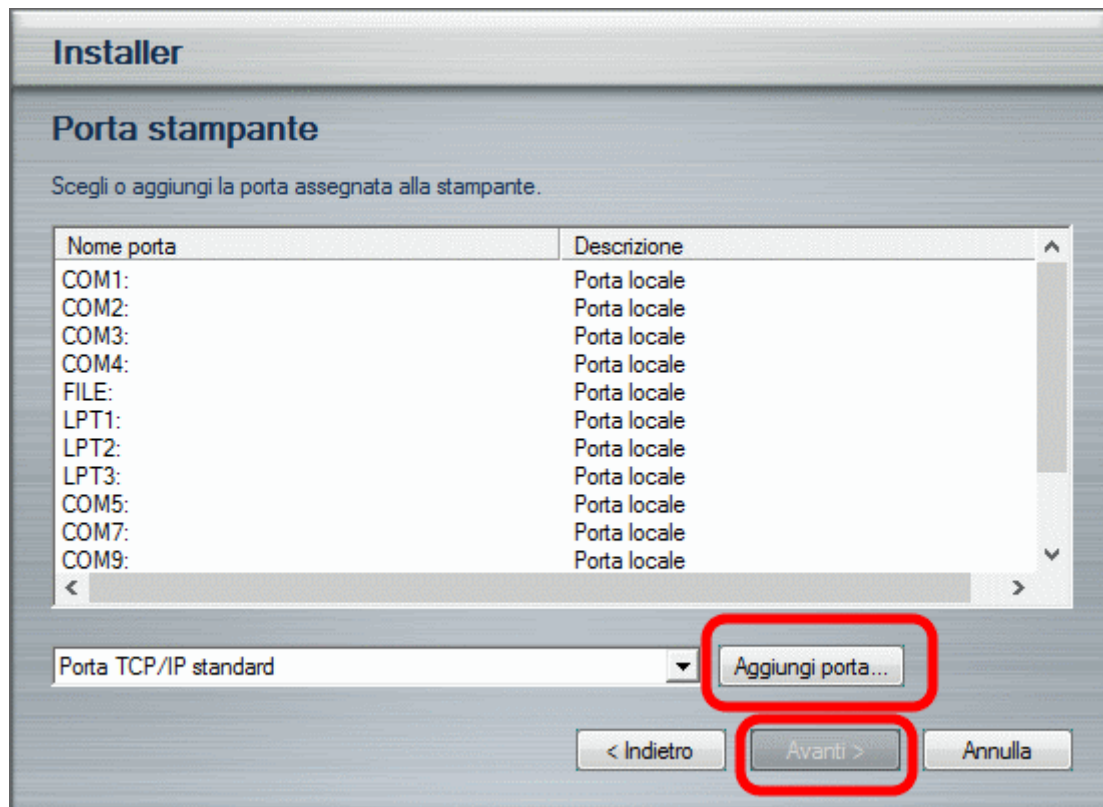 Installer
Porta stampante
Scegli o aggiungi la porta assegnata alla stampante.
Nome porta Descrizione
COM1: Porta locale
COM2: Porta locale
COM3: Porta locale
COM4: Porta locale
FILE: Porta locale
LPT1: Porta locale
LPT2: Porta locale
LPT3: Porta locale
COM5: Porta locale
COM7: Porta locale
COM9: Porta locale
Porta TCP/IP standard Aggiungi porta...
< Indietro Avanti > Annulla